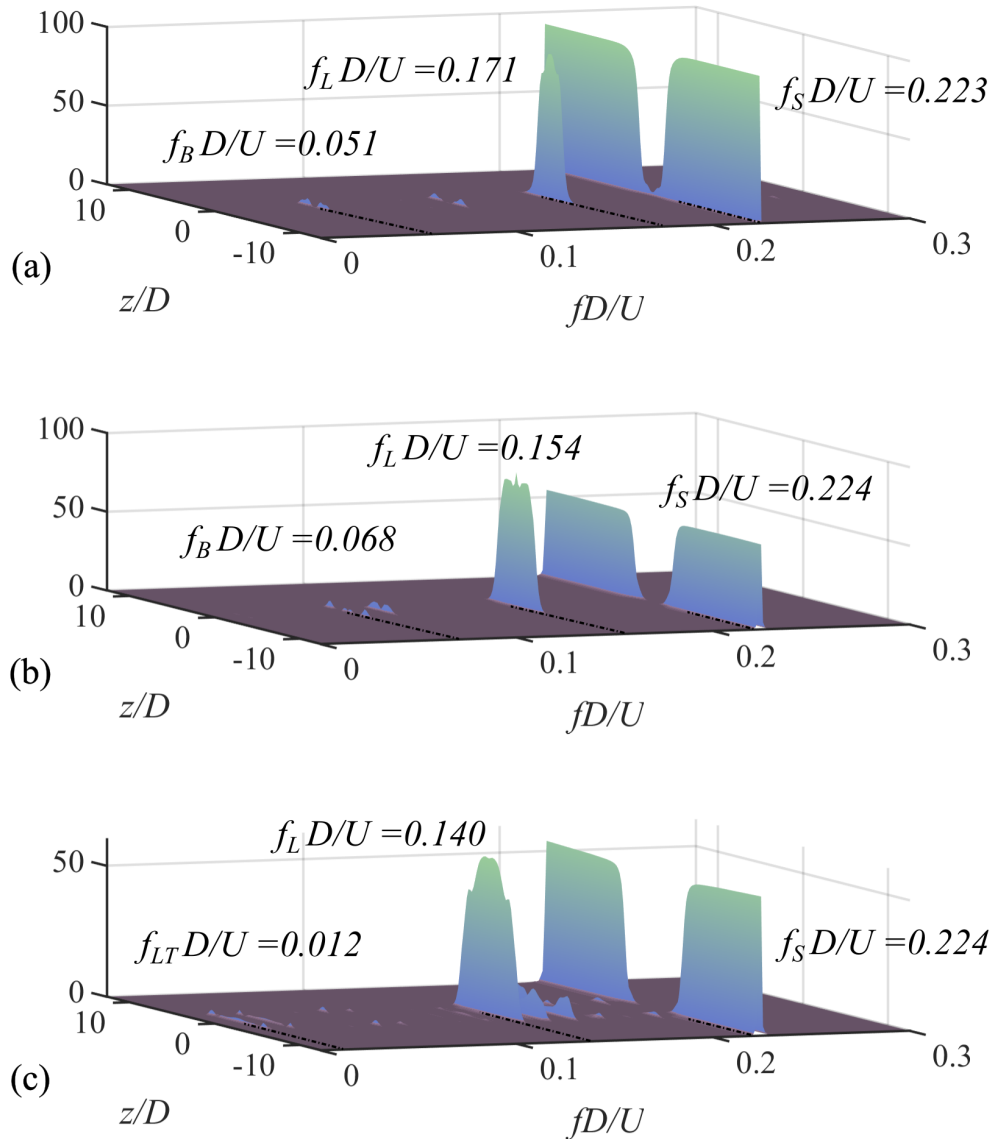 100
50
0
10
0
-10
f_L D/U =0.171
f_B D/U =0.051
f_S D/U =0.223
0
0.1
0.2
0.3
(a)
z/D
fD/U
100
50
0
10
0
-10
f_L D/U =0.154
f_B D/U =0.068
f_S D/U =0.224
0
0.1
0.2
0.3
(b)
z/D
fD/U
50
0
10
0
-10
f_L D/U =0.140
f_LT D/U =0.012
f_S D/U =0.224
0
0.1
0.2
0.3
(c)
z/D
fD/U